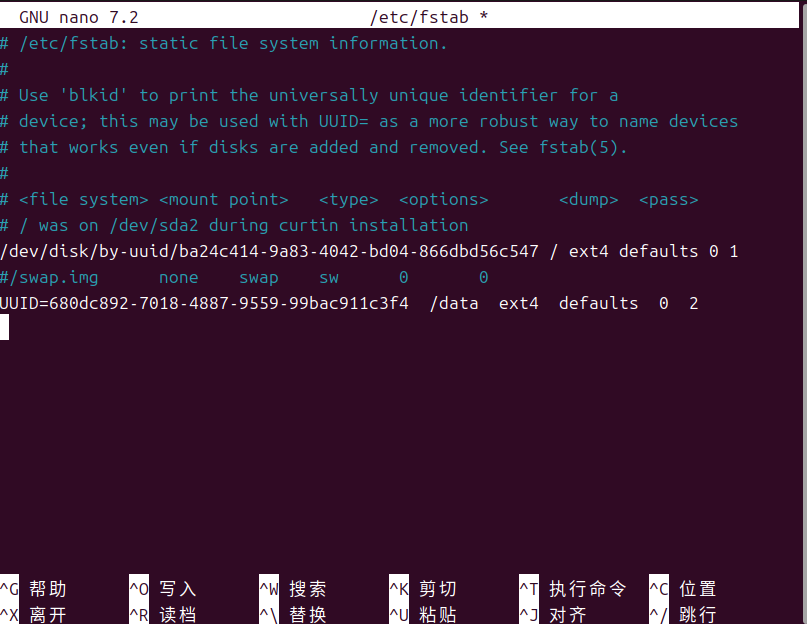 GNU nano 7.2 /etc/fstab *
# /etc/fstab: static file system information.
#
# Use 'blkid' to print the universally unique identifier for a
# device; this may be used with UUID= as a more robust way to name devices
# that works even if disks are added and removed. See fstab(5).
#
# <file system> <mount point>   <type>  <options>       <dump>  <pass>
# / was on /dev/sda2 during curtin installation
/dev/disk/by-uuid/ba24c414-9a83-4042-bd04-866dbd56c547 / ext4 defaults 0 1
#/swap.img      none    swap    sw      0       0
UUID=680dc892-7018-4887-9559-99bac911c3f4  /data  ext4  defaults  0  2
^G 帮助 ^O 写入 ^W 搜索 ^K 剪切 ^T 执行命令 ^C 位置
^X 离开 ^R 读档 ^\ 替换 ^U 粘贴 ^J 对齐 ^/ 跳行